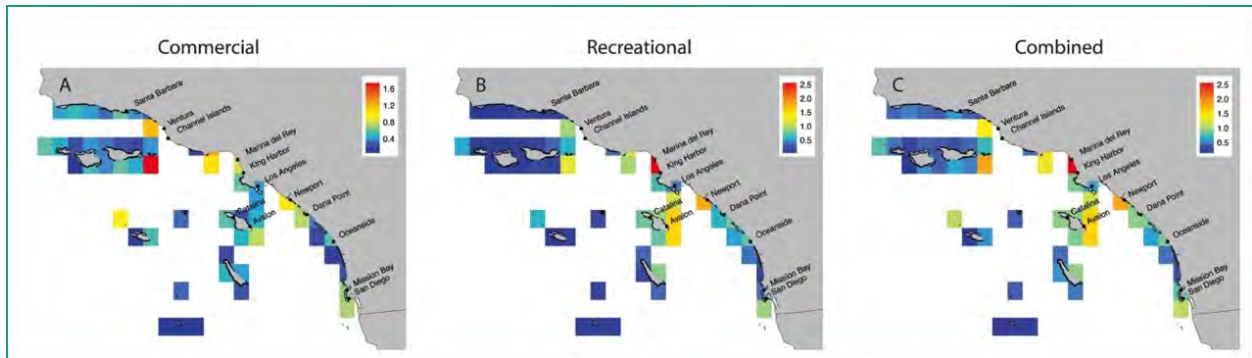 Commercial
Recreational
Combined
A
Santa Barbara
Ventura
Channel Islands
Marina del Rey
King Harbor
Los Angeles
Newport
Dana Point
Catalina
Avalon
Oceanside
Mission Bay
San Diego
1.6
1.2
0.8
0.4
B
Santa Barbara
Ventura
Channel Islands
Marina del Rey
King Harbor
Los Angeles
Newport
Dana Point
Catalina
Avalon
Oceanside
Mission Bay
San Diego
2.5
2.0
1.5
1.0
0.5
C
Santa Barbara
Ventura
Channel Islands
Marina del Rey
King Harbor
Los Angeles
Newport
Dana Point
Catalina
Avalon
Oceanside
Mission Bay
San Diego
2.5
2.0
1.5
1.0
0.5